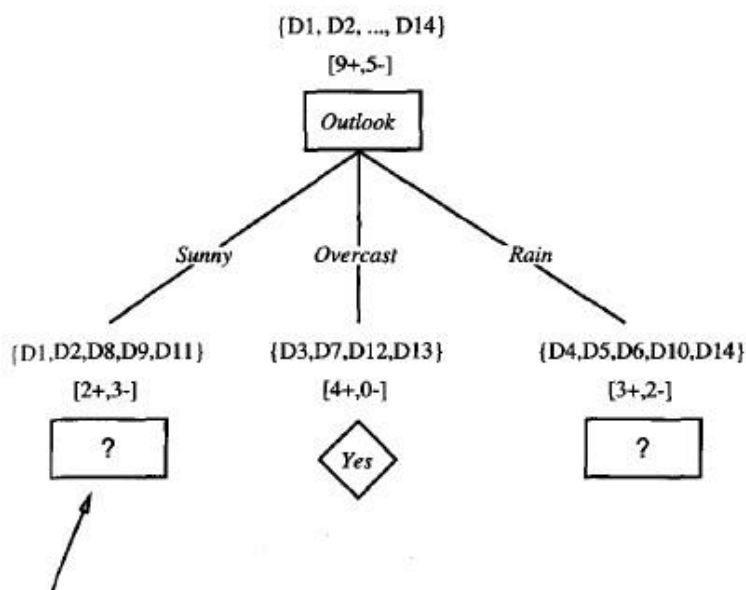 {D1, D2, ..., D14}
[9+,5-]
Outlook
Sunny Overcast Rain
{D1,D2,D8,D9,D11} {D3,D7,D12,D13} {D4,D5,D6,D10,D14}
[2+,3-] [4+,0-] [3+,2-]
? Yes ?